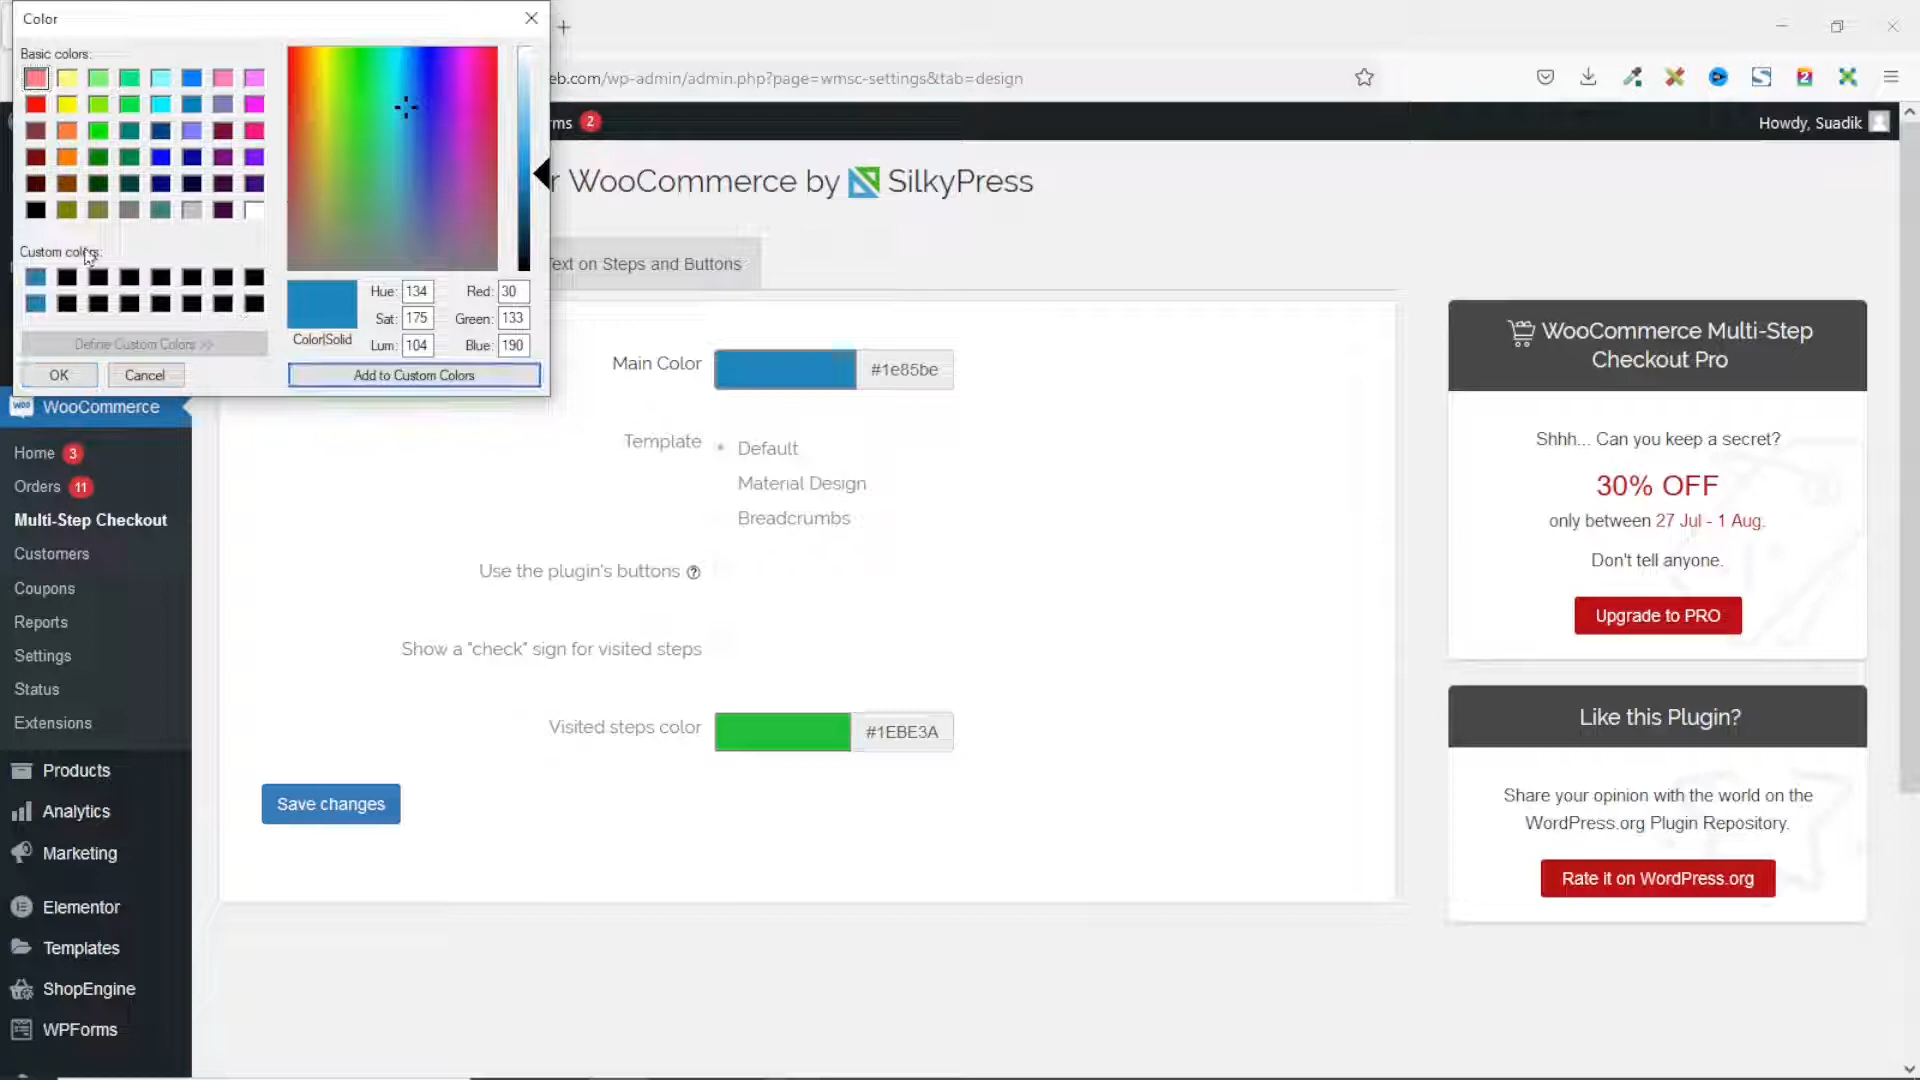 Color
Basic colors:
Custom colors:
Define Custom Colors >>
OK
Cancel
Hue: 134
Sat: 175
Lum: 104
Red: 30
Green: 133
Blue: 190
Color|Solid
Add to Custom Colors
eb.com/wp-admin/admin.php?page=wmsc-settings&tab=design
2
ms 2
Howdy, Suadik
r WooCommerce by SilkyPress
Text on Steps and Buttons
WooCommerce
Home 3
Orders 11
Multi-Step Checkout
Customers
Coupons
Reports
Settings
Status
Extensions
Products
Analytics
Marketing
Elementor
Templates
ShopEngine
WPForms
Main Color #1e85be
Template
Default
Material Design
Breadcrumbs
Use the plugin's buttons ?
Show a "check" sign for visited steps
Visited steps color #1EBE3A
Save changes
WooCommerce Multi-Step
Checkout Pro
Shhh... Can you keep a secret?
30% OFF
only between 27 Jul - 1 Aug.
Don't tell anyone.
Upgrade to PRO
Like this Plugin?
Share your opinion with the world on the
WordPress.org Plugin Repository.
Rate it on WordPress.org